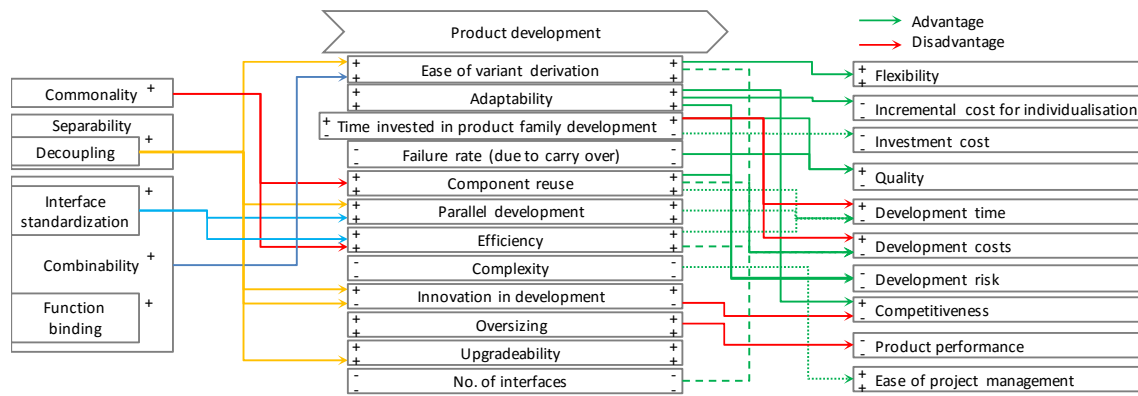 Product development
Advantage
Disadvantage
Commonality +
Separability
Decoupling +
Interface +
standardization
Combinability +
Function +
binding
+ Ease of variant derivation +
+ +
+ Adaptability +
+ +
+ Time invested in product family development +
- -
- Failure rate (due to carry over) -
- -
+ Component reuse +
+ +
+ Parallel development +
+ +
+ Efficiency +
+ +
- Complexity -
- -
+ Innovation in development -
+ +
+ Oversizing +
+ +
+ Upgradeability +
+ +
- No. of interfaces -
- -
+ Flexibility
+
- Incremental cost for individualisation
-
- Investment cost
-
- Quality
-
+ Development time
-
+ Development costs
-
- Development risk
-
+ Competitiveness
-
- Product performance
-
+ Ease of project management
+